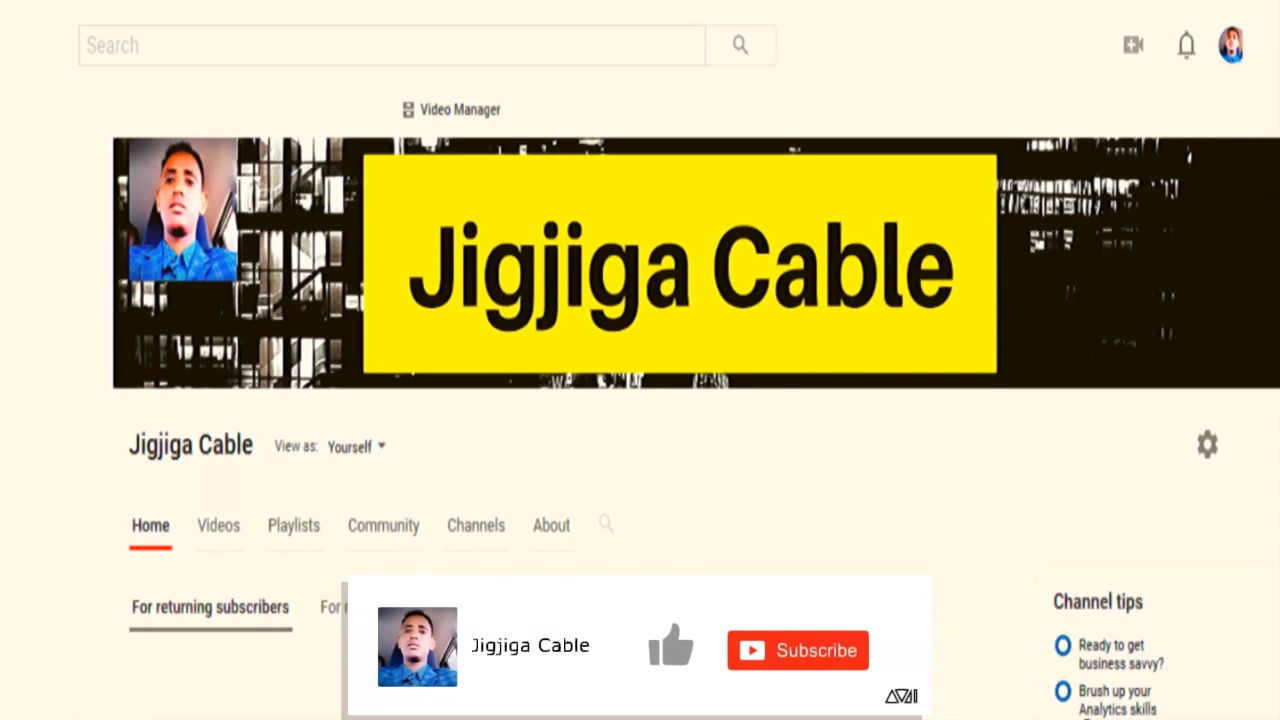 Search
Video Manager
Jigjiga Cable
Jigjiga Cable
View as: Yourself
Home Videos Playlists Community Channels About
For returning subscribers For
Jigjiga Cable
Subscribe
Channel tips
Ready to get
business savvy?
Brush up your
Analytics skills